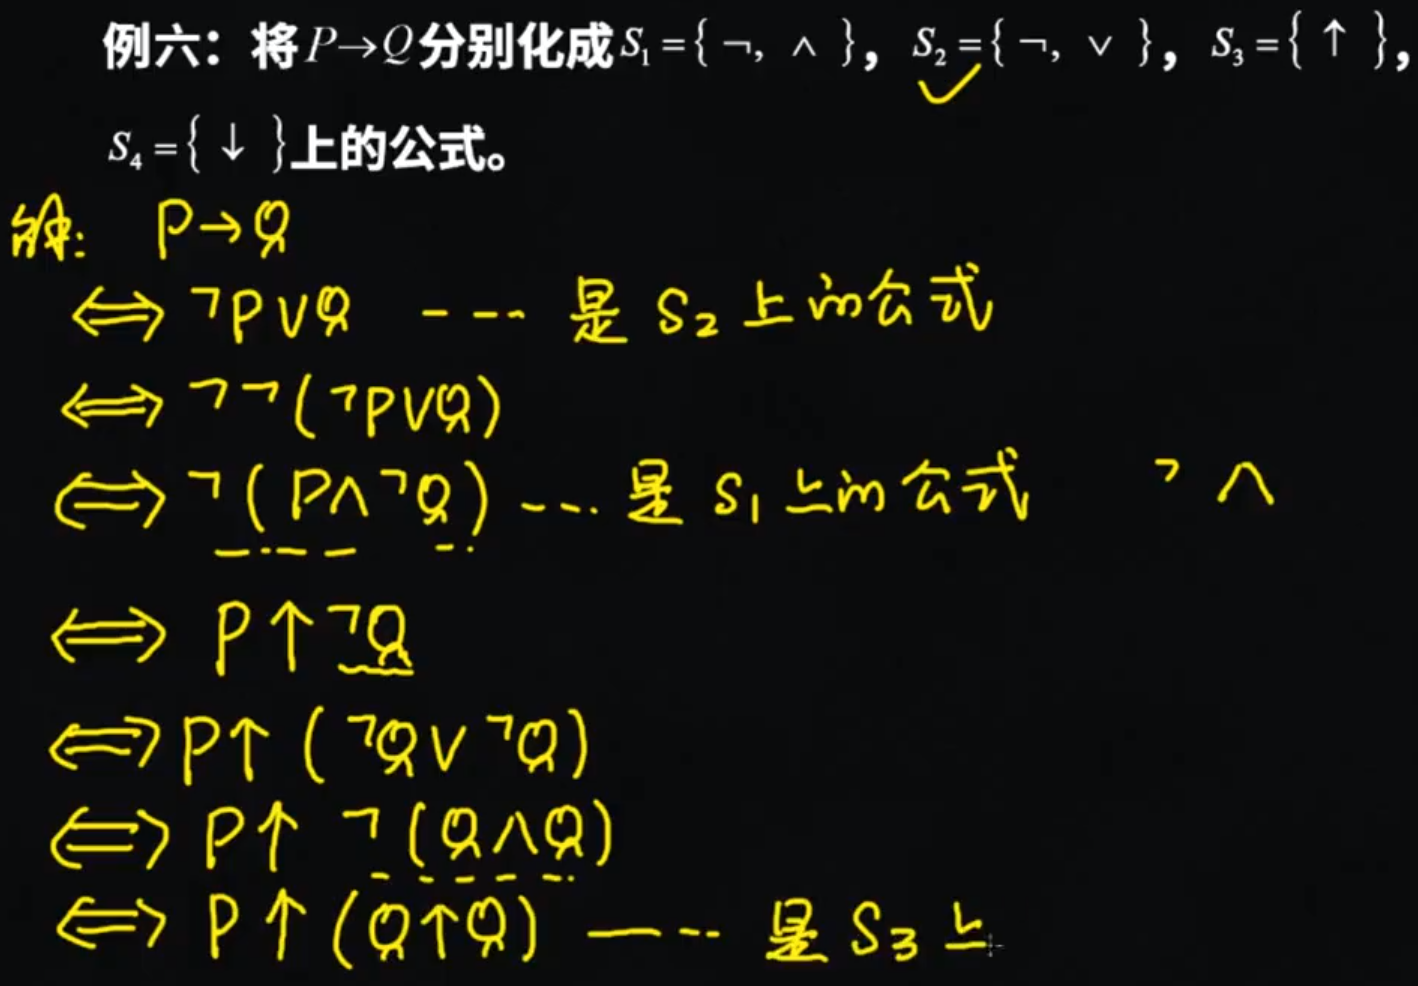 例六：将P→Q分别化成S₁={ ¬, ∧ }，S₂={ ¬, ∨ }，S₃={ ↑ }，
S₄={ ↓ }上的公式。
解: P→Q
⟺ ¬P∨Q ---- 是 S₂ 上的公式
⟺ ¬¬(¬P∨Q)
⟺ ¬(P∧¬Q) ---- 是 S₁ 上的公式 ¬ ∧
⟺ P↑¬Q
⟺ P↑(¬Q∨¬Q)
⟺ P↑¬(Q∧Q)
⟺ P↑(Q↑Q) ---- 是 S₃ 上